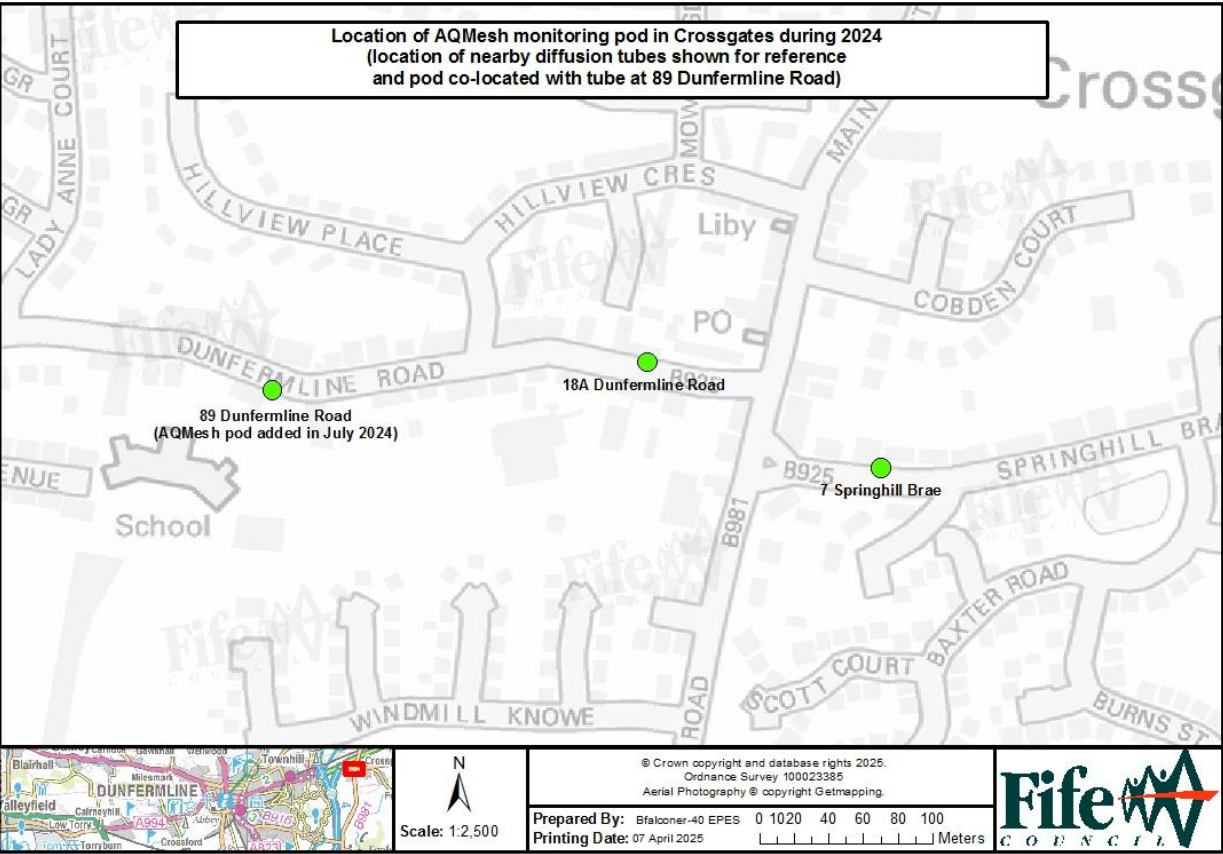 Location of AQMesh monitoring pod in Crossgates during 2024
(location of nearby diffusion tubes shown for reference
and pod co-located with tube at 89 Dunfermline Road)
GR
GR
LADY ANNE COURT
HILLVIEW PLACE
HILLVIEW CRES
MAIN
Liby
PO
COBDEN COURT
DUNFERMLINE ROAD
B925
18A Dunfermline Road
89 Dunfermline Road
(AQMesh pod added in July 2024)
ENUE
School
B925
7 Springhill Brae
SPRINGHILL BRA
B981
ROAD
BAXTER ROAD
SCOTT COURT
BURNS ST
WINDMILL KNOWE
Blairhall
Milesmark
Townhill
DUNFERMLINE
alleyfield
Cairneyhill
Low Torry
A994
B916
B981
Torryburn
Crossford
A823
N
Scale: 1:2,500
© Crown copyright and database rights 2025.
Ordnance Survey 100023385
Aerial Photography © copyright Getmapping.
Prepared By: Bfalconer-40 EPES
Printing Date: 07 April 2025
0 1020 40 60 80 100
Meters
Fife
COUNCIL